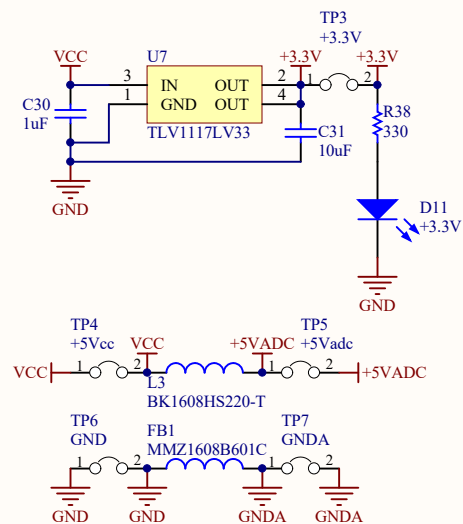 TP3
+3.3V
U7
VCC
+3.3V
+3.3V
3 IN OUT 2
1 2
1 GND OUT 4
C30
1uF
TLV1117LV33
C31
10uF
R38
330
GND
D11
+3.3V
GND
TP4
+5Vcc
VCC
+5VADC
TP5
+5Vadc
VCC
1 2
1 2
+5VADC
L3
BK1608HS220-T
TP6
GND
FB1
MMZ1608B601C
TP7
GNDA
1 2
1 2
GND
GND
GNDA
GNDA